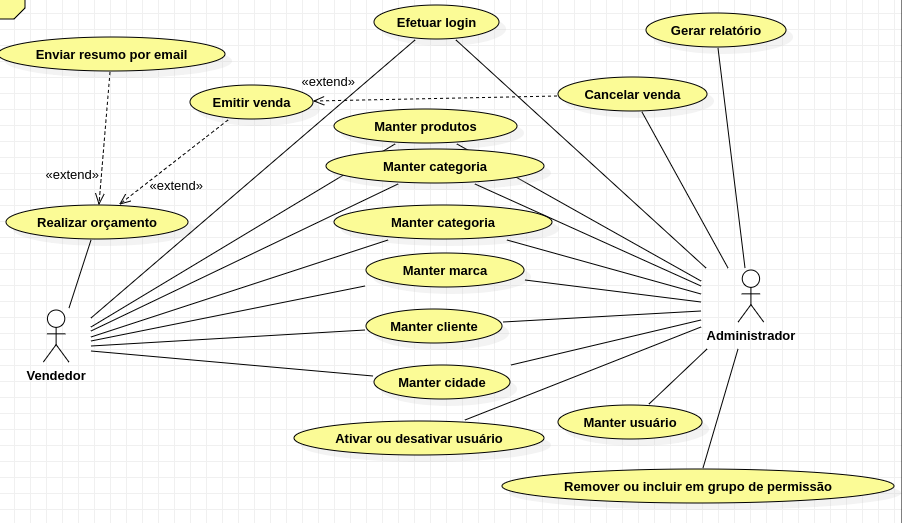 Efetuar login
Gerar relatório
Enviar resumo por email
«extend»
Emitir venda
Cancelar venda
Manter produtos
Manter categoria
«extend»
«extend»
Realizar orçamento
Manter categoria
Manter marca
Manter cliente
Administrador
Vendedor
Manter cidade
Manter usuário
Ativar ou desativar usuário
Remover ou incluir em grupo de permissão